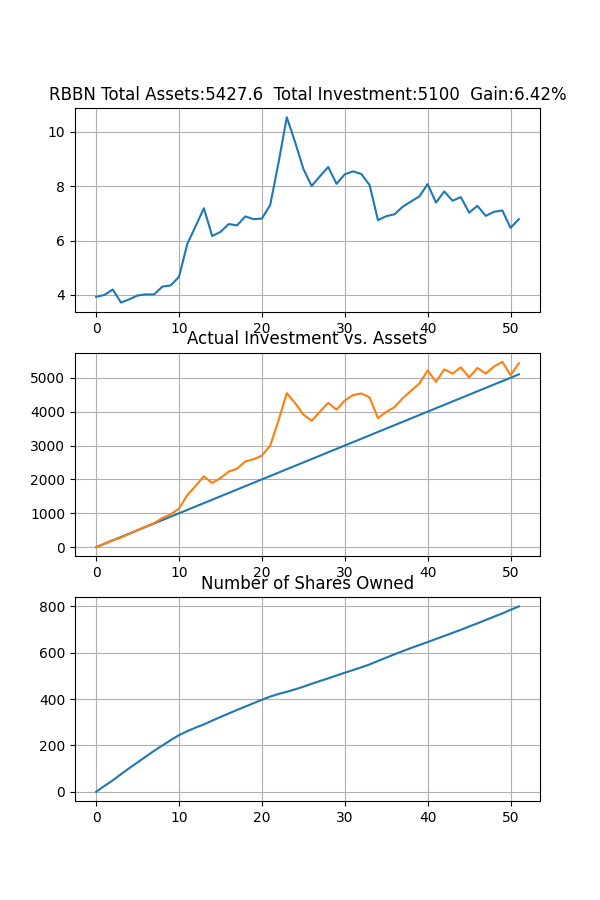 RBBN Total Assets:5427.6  Total Investment:5100  Gain:6.42%
10
8
6
4
0 10 20 30 40 50
Actual Investment vs. Assets
5000
4000
3000
2000
1000
0
0 10 20 30 40 50
Number of Shares Owned
800
600
400
200
0
0 10 20 30 40 50